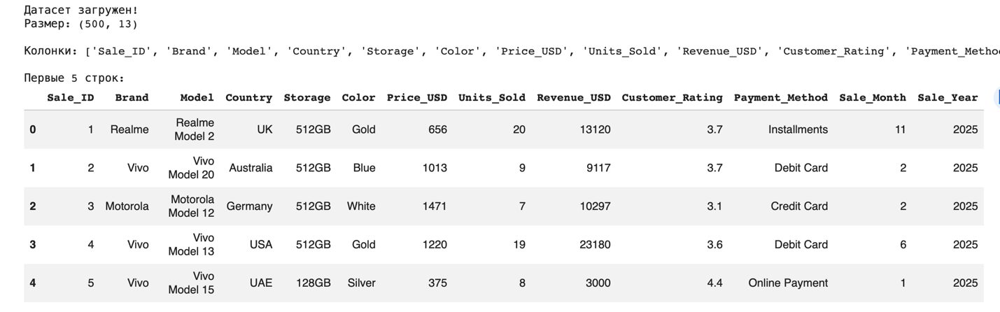 Датасет загружен!
Размер: (500, 13)
Колонки: ['Sale_ID', 'Brand', 'Model', 'Country', 'Storage', 'Color', 'Price_USD', 'Units_Sold', 'Revenue_USD', 'Customer_Rating',
Первые 5 строк:
Sale_ID Brand Model Country Storage Color Price_USD Units_Sold Revenue_USD Customer_Rating Payment_Method Sale_Month Sale_Year
0 1 Realme Realme Model 2 UK 512GB Gold 656 20 13120 3.7 Installments 11 2025
1 2 Vivo Vivo Model 20 Australia 512GB Blue 1013 9 9117 3.7 Debit Card 2 2025
2 3 Motorola Motorola Model 12 Germany 512GB White 1471 7 10297 3.1 Credit Card 2 2025
3 4 Vivo Vivo Model 13 USA 512GB Gold 1220 19 23180 3.6 Debit Card 6 2025
4 5 Vivo Vivo Model 15 UAE 128GB Silver 375 8 3000 4.4 Online Payment 1 2025